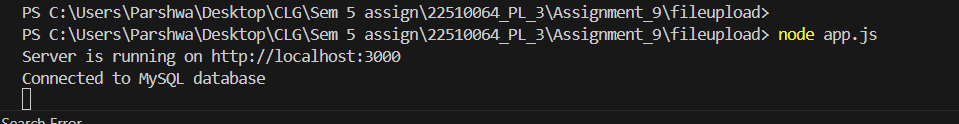 PS C:\Users\Parshwa\Desktop\CLG\Sem 5 assign\22510064_PL_3\Assignment_9\fileupload>
PS C:\Users\Parshwa\Desktop\CLG\Sem 5 assign\22510064_PL_3\Assignment_9\fileupload> node app.js
Server is running on http://localhost:3000
Connected to MySQL database
Search Error